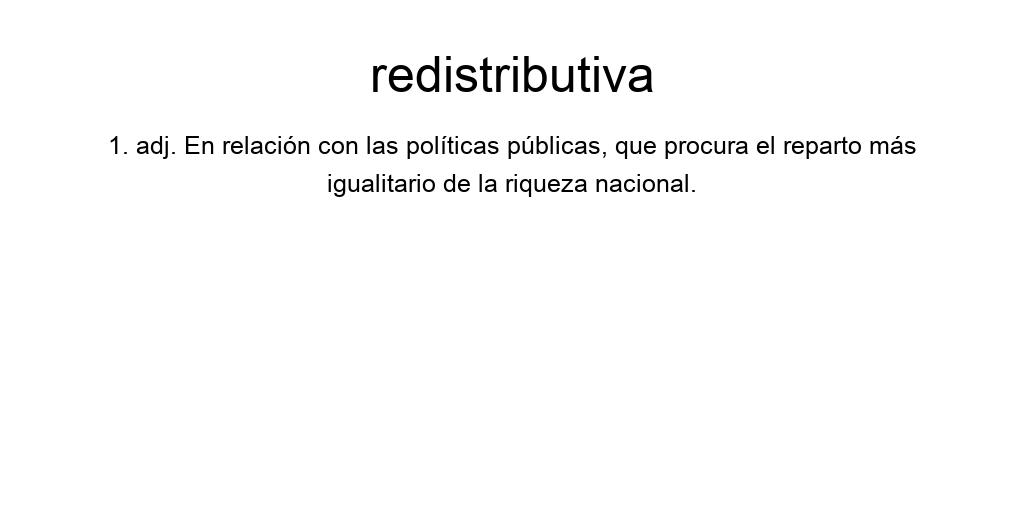 redistributiva
1. adj. En relación con las políticas públicas, que procura el reparto más
igualitario de la riqueza nacional.